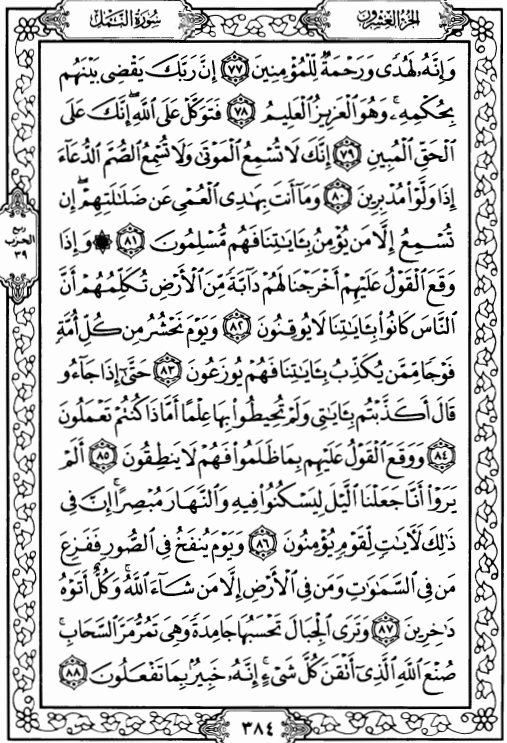 الجزء العشرون
سورة النمل
وَإِنَّهُۥ لَهُدًى وَرَحْمَةٌ لِّلْمُؤْمِنِينَ ٧٧ إِنَّ رَبَّكَ يَقْضِى بَيْنَهُم
بِحُكْمِهِۦ ۚ وَهُوَ ٱلْعَزِيزُ ٱلْعَلِيمُ ٧٨ فَتَوَكَّلْ عَلَى ٱللَّهِ ۖ إِنَّكَ عَلَى
ٱلْحَقِّ ٱلْمُبِينِ ٧٩ إِنَّكَ لَا تُسْمِعُ ٱلْمَوْتَىٰ وَلَا تُسْمِعُ ٱلصُّمَّ ٱلدُّعَآءَ
إِذَا وَلَّوْا۟ مُدْبِرِينَ ٨٠ وَمَآ أَنتَ بِهَـٰدِى ٱلْعُمْىِ عَن ضَلَـٰلَتِهِمْ ۖ إِن
تُسْمِعُ إِلَّا مَن يُؤْمِنُ بِـَٔايَـٰتِنَا فَهُم مُّسْلِمُونَ ٨١ ۞ وَإِذَا
وَقَعَ ٱلْقَوْلُ عَلَيْهِمْ أَخْرَجْنَا لَهُمْ دَآبَّةً مِّنَ ٱلْأَرْضِ تُكَلِّمُهُمْ أَنَّ
ٱلنَّاسَ كَانُوا۟ بِـَٔايَـٰتِنَا لَا يُوقِنُونَ ٨٢ وَيَوْمَ نَحْشُرُ مِن كُلِّ أُمَّةٍ
فَوْجًا مِّمَّن يُكَذِّبُ بِـَٔايَـٰتِنَا فَهُمْ يُوزَعُونَ ٨٣ حَتَّىٰٓ إِذَا جَآءُو
قَالَ أَكَذَّبْتُم بِـَٔايَـٰتِى وَلَمْ تُحِيطُوا۟ بِهَا عِلْمًا أَمَّاذَا كُنتُمْ تَعْمَلُونَ
٨٤ وَوَقَعَ ٱلْقَوْلُ عَلَيْهِم بِمَا ظَلَمُوا۟ فَهُمْ لَا يَنطِقُونَ ٨٥ أَلَمْ
يَرَوْا۟ أَنَّا جَعَلْنَا ٱلَّيْلَ لِيَسْكُنُوا۟ فِيهِ وَٱلنَّهَارَ مُبْصِرًا ۚ إِنَّ فِى
ذَٰلِكَ لَـَٔايَـٰتٍ لِّقَوْمٍ يُؤْمِنُونَ ٨٦ وَيَوْمَ يُنفَخُ فِى ٱلصُّورِ فَفَزِعَ
مَن فِى ٱلسَّمَـٰوَٰتِ وَمَن فِى ٱلْأَرْضِ إِلَّا مَن شَآءَ ٱللَّهُ ۚ وَكُلٌّ أَتَوْهُ
دَٰخِرِينَ ٨٧ وَتَرَى ٱلْجِبَالَ تَحْسَبُهَا جَامِدَةً وَهِىَ تَمُرُّ مَرَّ ٱلسَّحَابِ ۚ
صُنْعَ ٱللَّهِ ٱلَّذِىٓ أَتْقَنَ كُلَّ شَىْءٍ ۚ إِنَّهُۥ خَبِيرٌۢ بِمَا تَفْعَلُونَ ٨٨
ربع
الحزب
٣٩
٣٨٤